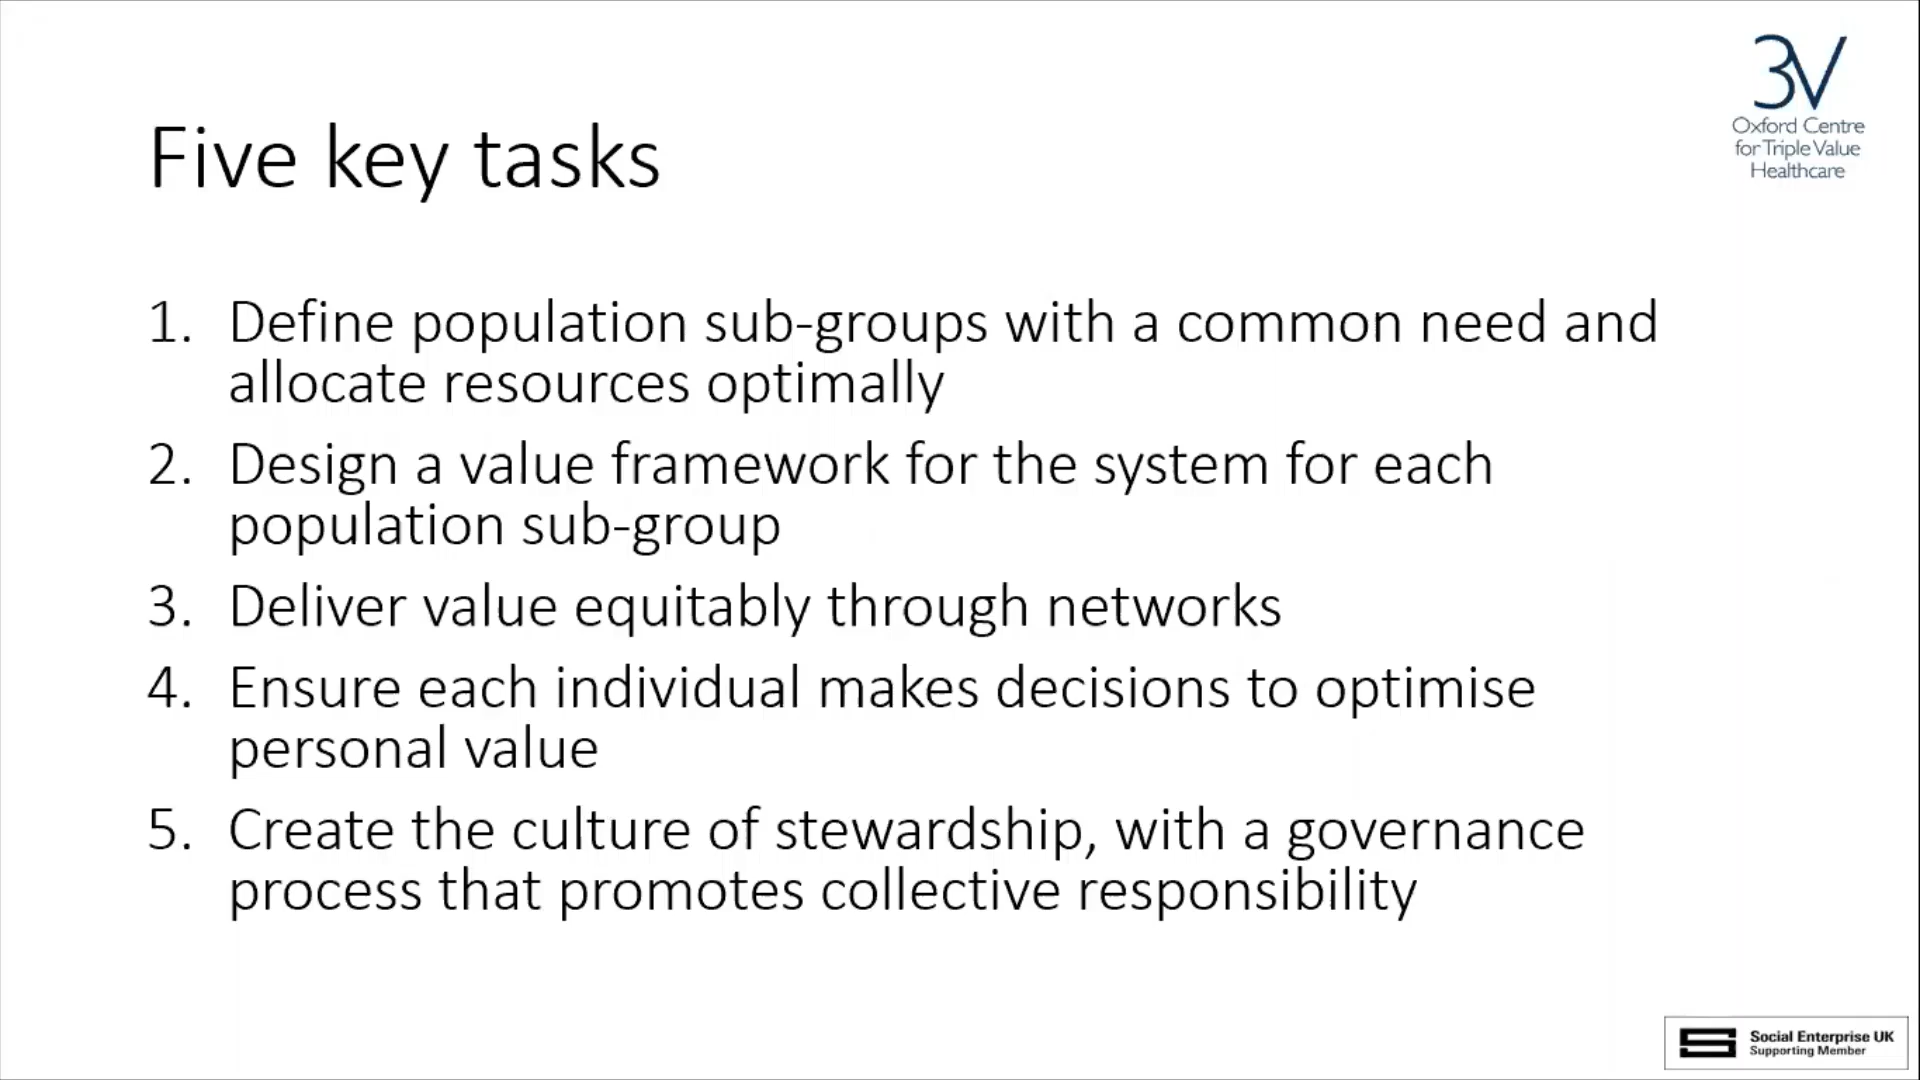 3V
Oxford Centre
for Triple Value
Healthcare
Five key tasks
1. Define population sub-groups with a common need and
allocate resources optimally
2. Design a value framework for the system for each
population sub-group
3. Deliver value equitably through networks
4. Ensure each individual makes decisions to optimise
personal value
5. Create the culture of stewardship, with a governance
process that promotes collective responsibility
Social Enterprise UK
Supporting Member